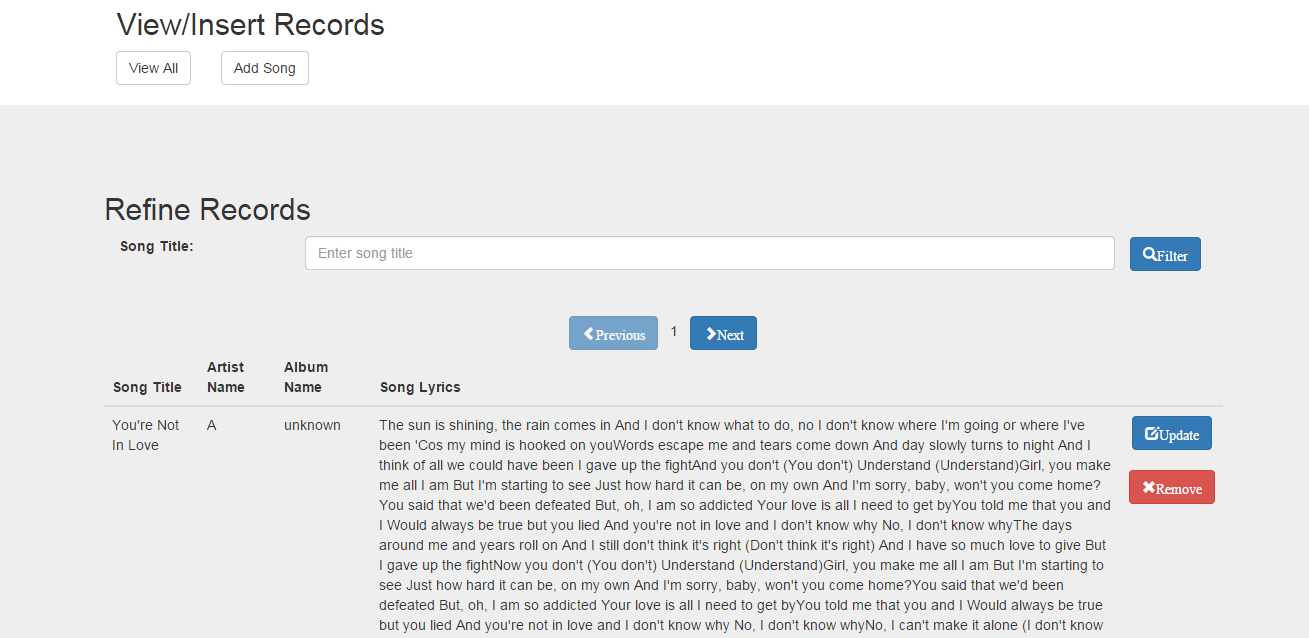 View/Insert Records
View All Add Song
Refine Records
Song Title: Enter song title Filter
Previous 1 Next
Song Title Artist Name Album Name Song Lyrics
You're Not In Love A unknown
The sun is shining, the rain comes in And I don't know what to do, no I don't know where I'm going or where I've
been 'Cos my mind is hooked on youWords escape me and tears come down And day slowly turns to night And I
think of all we could have been I gave up the fightAnd you don't (You don't) Understand (Understand)Girl, you make
me all I am But I'm starting to see Just how hard it can be, on my own And I'm sorry, baby, won't you come home?
You said that we'd been defeated But, oh, I am so addicted Your love is all I need to get byYou told me that you and
I Would always be true but you lied And you're not in love and I don't know why No, I don't know whyThe days
around me and years roll on And I still don't think it's right (Don't think it's right) And I have so much love to give But
I gave up the fightNow you don't (You don't) Understand (Understand)Girl, you make me all I am But I'm starting to
see Just how hard it can be, on my own And I'm sorry, baby, won't you come home?You said that we'd been
defeated But, oh, I am so addicted Your love is all I need to get byYou told me that you and I Would always be true
but you lied And you're not in love and I don't know why No, I don't know whyNo, I can't make it alone (I don't know
Update
Remove